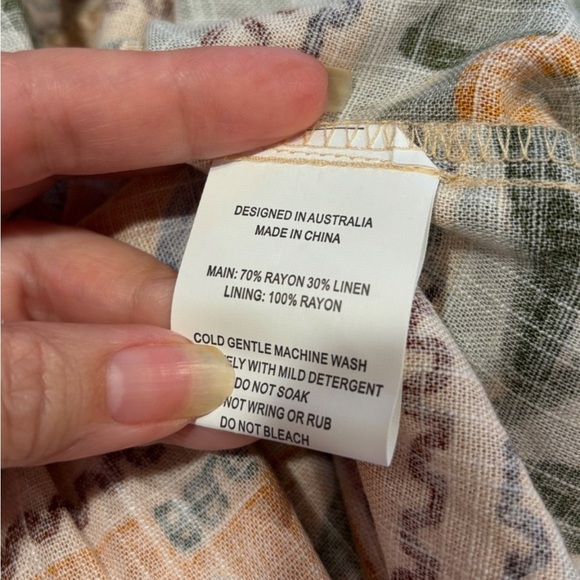 DESIGNED IN AUSTRALIA
MADE IN CHINA
MAIN: 70% RAYON 30% LINEN
LINING: 100% RAYON
COLD GENTLE MACHINE WASH
WITH MILD DETERGENT
DO NOT SOAK
NOT WRING OR RUB
DO NOT BLEACH